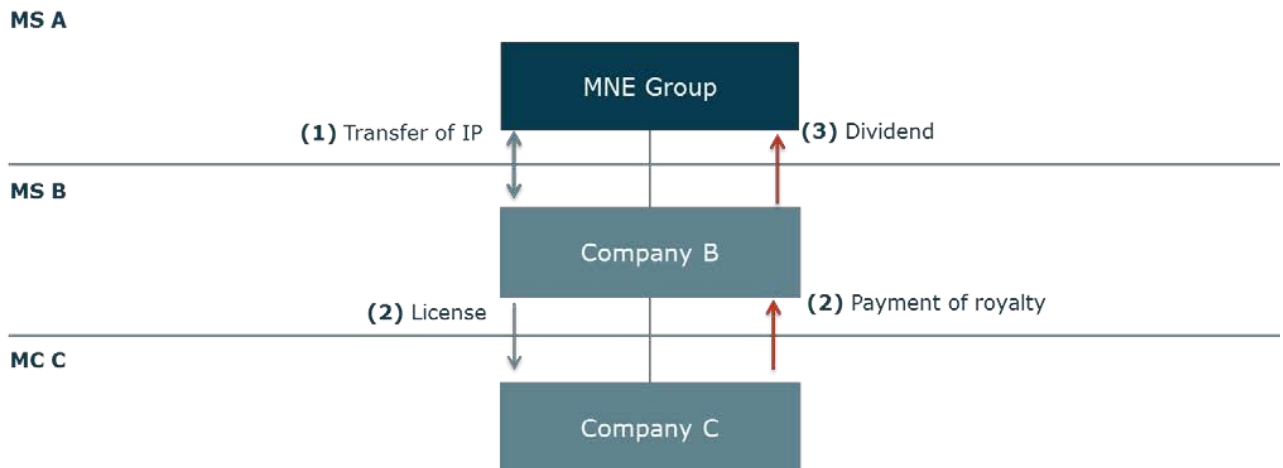 MS A
MNE Group
(1) Transfer of IP
(3) Dividend
MS B
Company B
(2) License
(2) Payment of royalty
MC C
Company C